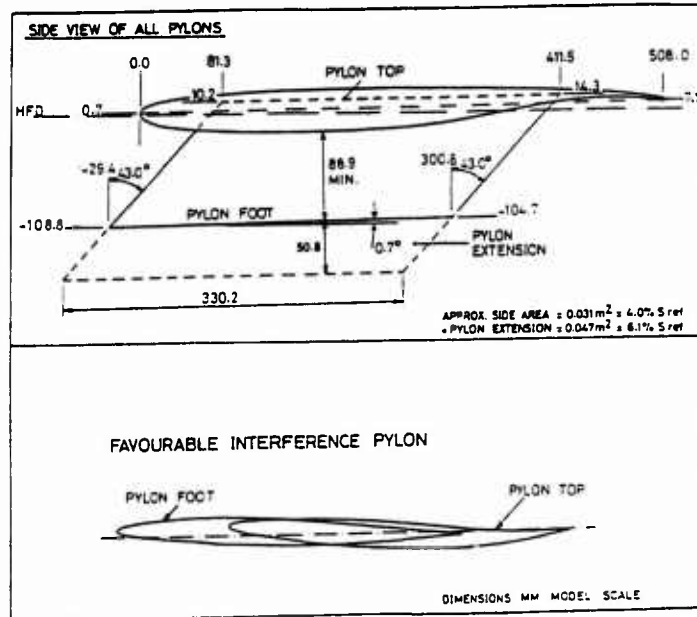 SIDE VIEW OF ALL PYLONS
0.0
81.3
PYLON TOP
411.5
508.0
10.2
14.3
HFD
0.7
-29.4
43.0°
88.9
MIN.
300.8
43.0°
PYLON FOOT
-108.8
-104.7
50.8
0.7°
PYLON
EXTENSION
330.2
APPROX. SIDE AREA = 0.031m² = 4.0% S ref
+ PYLON EXTENSION = 0.047m² = 6.1% S ref
FAVOURABLE INTERFERENCE PYLON
PYLON FOOT
PYLON TOP
DIMENSIONS MM MODEL SCALE